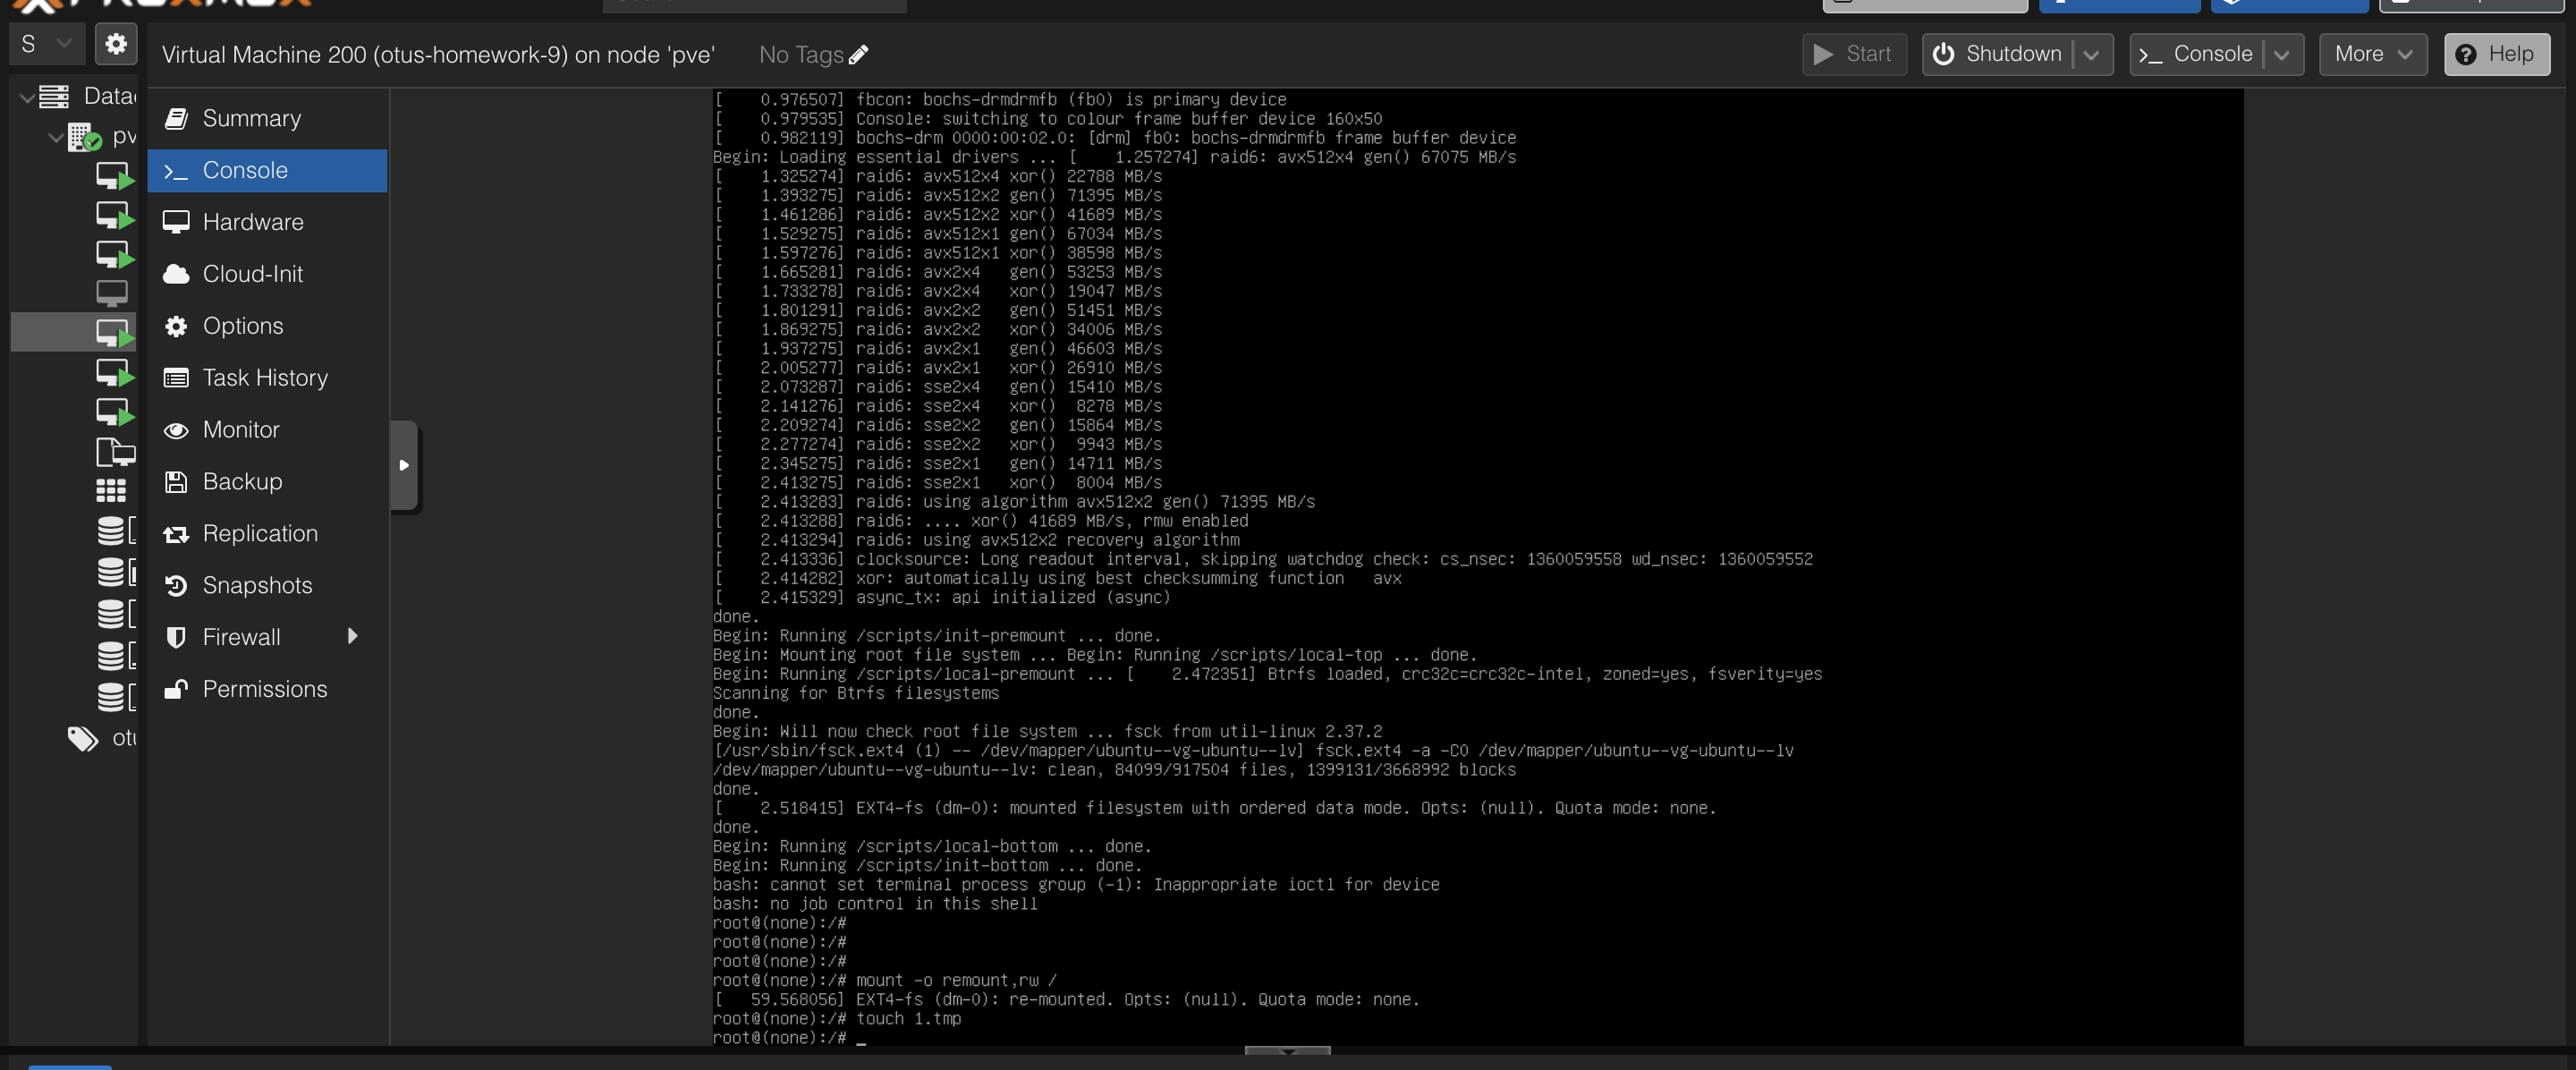 PROXMOX
S
Virtual Machine 200 (otus-homework-9) on node 'pve'
No Tags
Start
Shutdown
Console
More
Help
Summary
Console
Hardware
Cloud-Init
Options
Task History
Monitor
Backup
Replication
Snapshots
Firewall
Permissions
[    0.976507] fbcon: bochs-drmdrmfb (fb0) is primary device
[    0.979535] Console: switching to colour frame buffer device 160x50
[    0.982119] bochs-drm 0000:00:02.0: [drm] fb0: bochs-drmdrmfb frame buffer device
Begin: Loading essential drivers ... [    1.257274] raid6: avx512x4 gen() 67075 MB/s
[    1.325274] raid6: avx512x4 xor() 22788 MB/s
[    1.393275] raid6: avx512x2 gen() 71395 MB/s
[    1.461286] raid6: avx512x2 xor() 41689 MB/s
[    1.529275] raid6: avx512x1 gen() 67034 MB/s
[    1.597276] raid6: avx512x1 xor() 38598 MB/s
[    1.665281] raid6: avx2x4   gen() 53253 MB/s
[    1.733278] raid6: avx2x4   xor() 19047 MB/s
[    1.801291] raid6: avx2x2   gen() 51451 MB/s
[    1.869275] raid6: avx2x2   xor() 34006 MB/s
[    1.937275] raid6: avx2x1   gen() 46603 MB/s
[    2.005277] raid6: avx2x1   xor() 26910 MB/s
[    2.073287] raid6: sse2x4   gen() 15410 MB/s
[    2.141276] raid6: sse2x4   xor()  8278 MB/s
[    2.209274] raid6: sse2x2   gen() 15864 MB/s
[    2.277274] raid6: sse2x2   xor()  9943 MB/s
[    2.345275] raid6: sse2x1   gen() 14711 MB/s
[    2.413275] raid6: sse2x1   xor()  8004 MB/s
[    2.413283] raid6: using algorithm avx512x2 gen() 71395 MB/s
[    2.413288] raid6: .... xor() 41689 MB/s, rmw enabled
[    2.413294] raid6: using avx512x2 recovery algorithm
[    2.413336] clocksource: Long readout interval, skipping watchdog check: cs_nsec: 1360059558 wd_nsec: 1360059552
[    2.414282] xor: automatically using best checksumming function   avx
[    2.415329] async_tx: api initialized (async)
done.
Begin: Running /scripts/init-premount ... done.
Begin: Mounting root file system ... Begin: Running /scripts/local-top ... done.
Begin: Running /scripts/local-premount ... [    2.472351] Btrfs loaded, crc32c=crc32c-intel, zoned=yes, fsverity=yes
Scanning for Btrfs filesystems
done.
Begin: Will now check root file system ... fsck from util-linux 2.37.2
[/usr/sbin/fsck.ext4 (1) -- /dev/mapper/ubuntu--vg-ubuntu--lv] fsck.ext4 -a -C0 /dev/mapper/ubuntu--vg-ubuntu--lv
/dev/mapper/ubuntu--vg-ubuntu--lv: clean, 84099/917504 files, 1399131/3668992 blocks
done.
[    2.518415] EXT4-fs (dm-0): mounted filesystem with ordered data mode. Opts: (null). Quota mode: none.
done.
Begin: Running /scripts/local-bottom ... done.
Begin: Running /scripts/init-bottom ... done.
bash: cannot set terminal process group (-1): Inappropriate ioctl for device
bash: no job control in this shell
root@(none):/#
root@(none):/#
root@(none):/#
root@(none):/# mount -o remount,rw /
[   59.568056] EXT4-fs (dm-0): re-mounted. Opts: (null). Quota mode: none.
root@(none):/# touch 1.tmp
root@(none):/# _